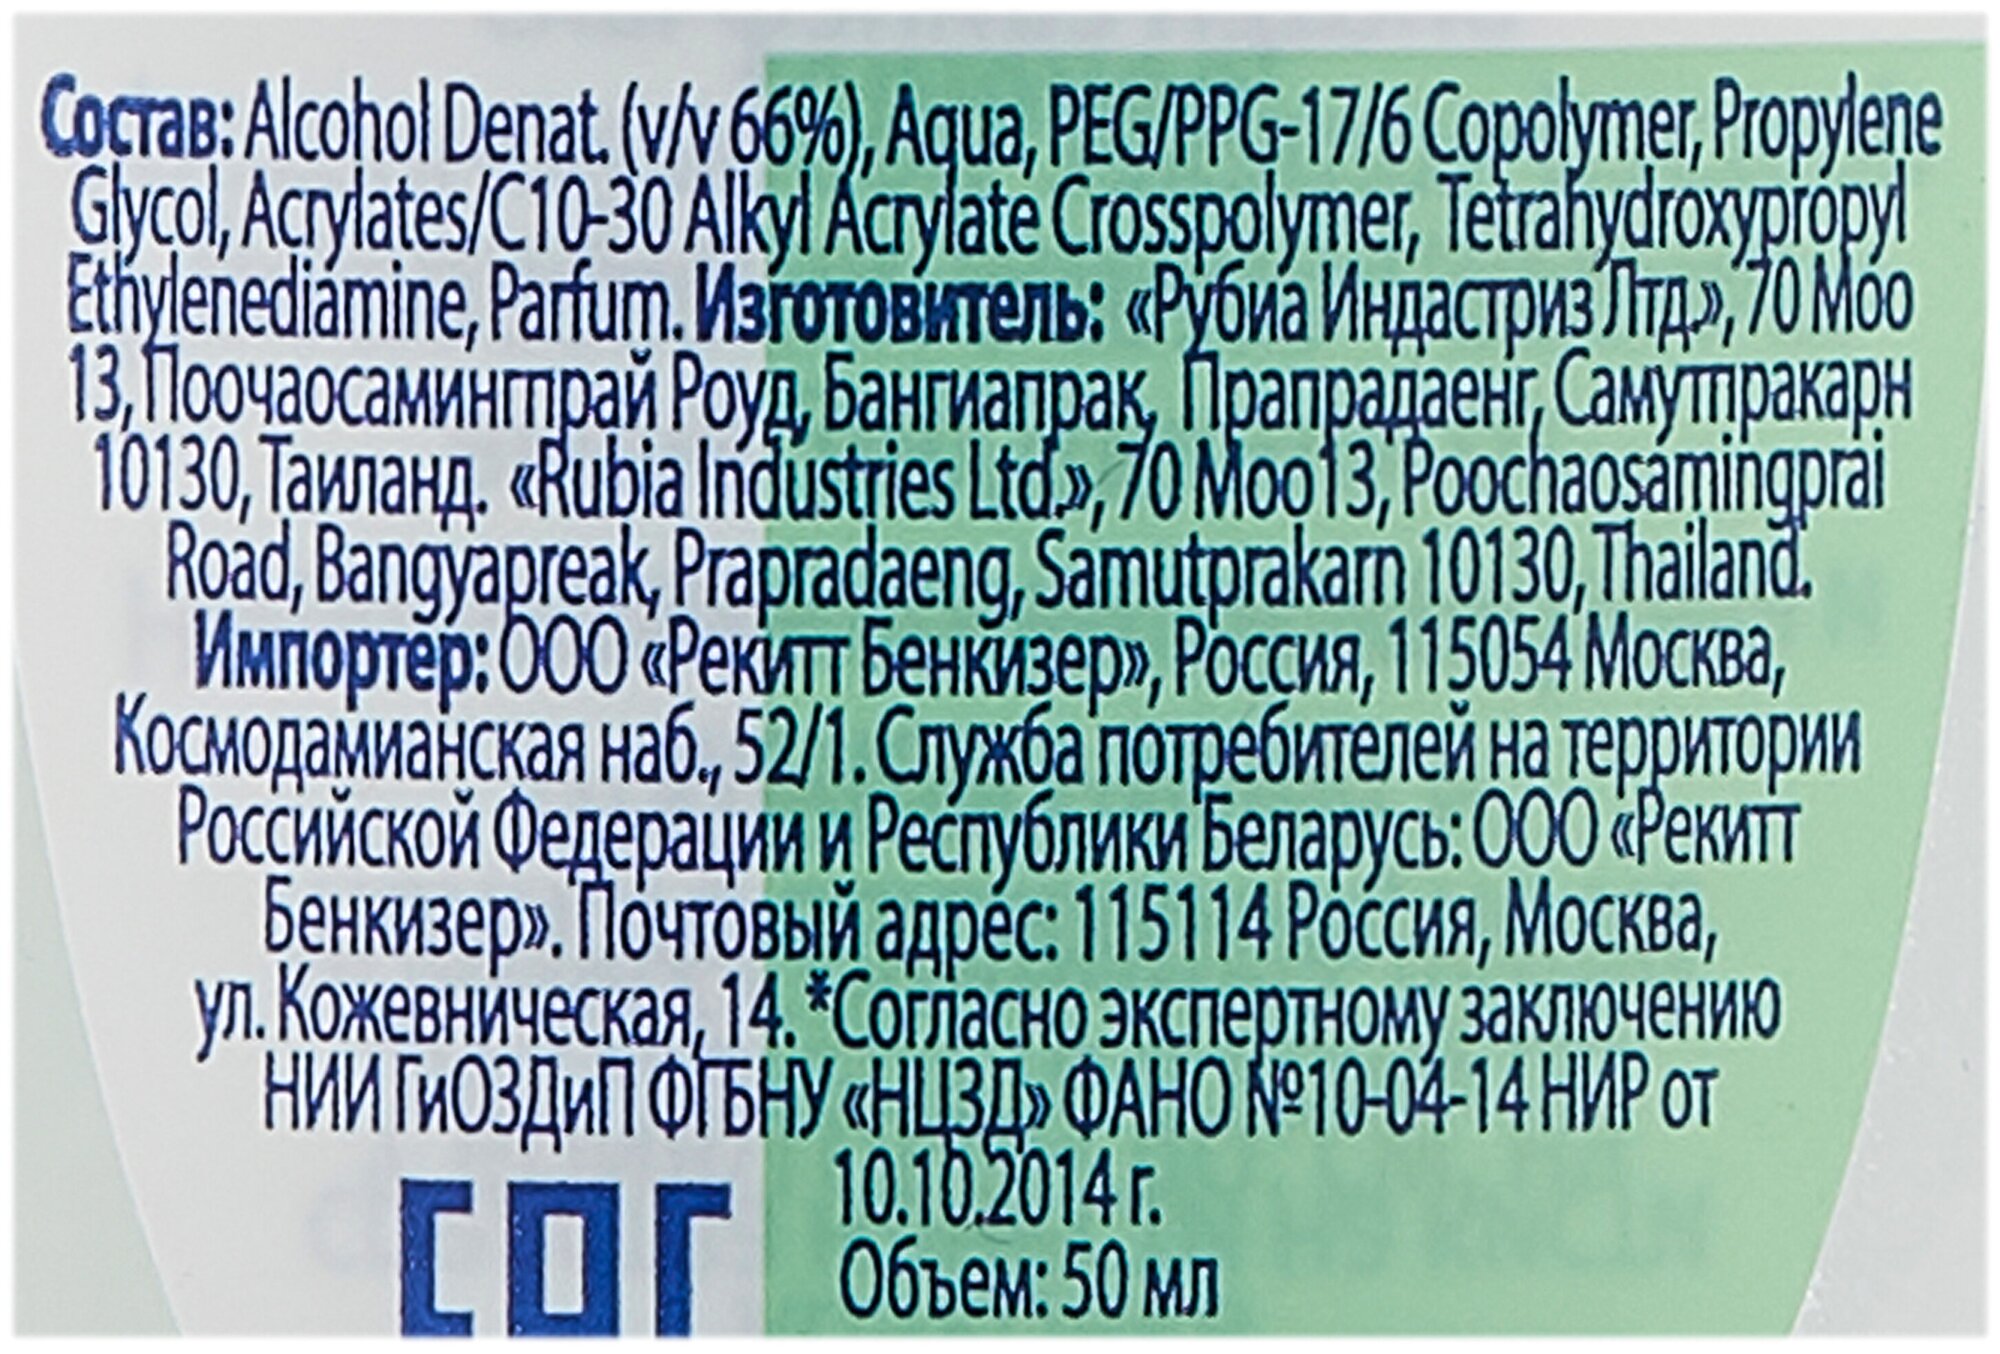 Состав: Alcohol Denat. (v/v 66%), Aqua, PEG/PPG-17/6 Copolymer, Propylene
Glycol, Acrylates/C10-30 Alkyl Acrylate Crosspolymer, Tetrahydroxypropyl
Ethylenediamine, Parfum. Изготовитель: «Рубиа Индастриз Лтд.», 70 Моо
13, Поочаосамингпрай Роуд, Бангиапрак, Прапрадаенг, Самутпракарн
10130, Таиланд. «Rubia Industries Ltd.», 70 Moo13, Poochaosamingprai
Road, Bangyapreak, Prapradaeng, Samutprakarn 10130, Thailand.
Импортер: ООО «Рекитт Бенкизер», Россия, 115054 Москва,
Космодамианская наб., 52/1. Служба потребителей на территории
Российской Федерации и Республики Беларусь: ООО «Рекитт
Бенкизер». Почтовый адрес: 115114 Россия, Москва,
ул. Кожевническая, 14. *Согласно экспертному заключению
НИИ ГиОЗДиП ФГБНУ «НЦЗД» ФАНО №10-04-14 НИР от
10.10.2014 г.
Объем: 50 мл